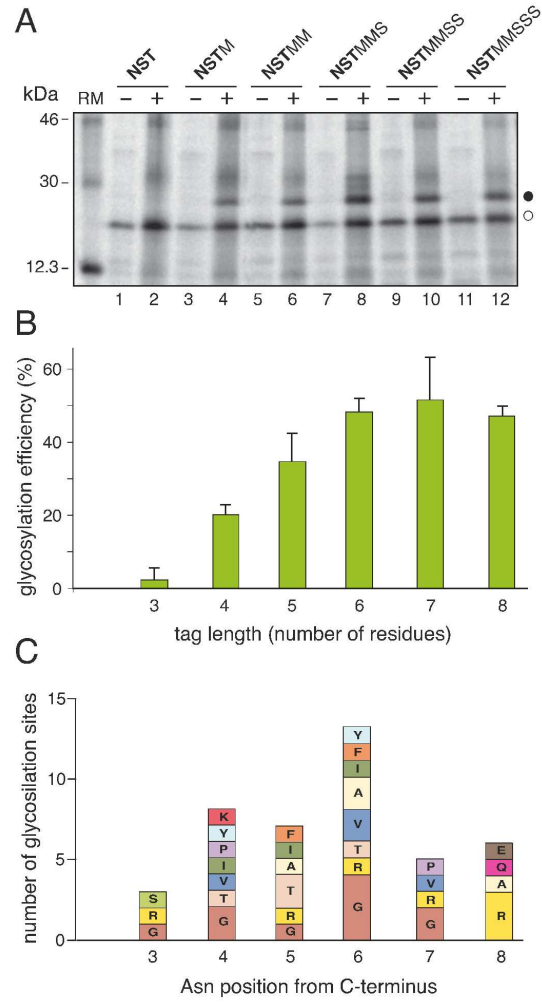 A
NST NSTM NSTMM NSTMMS NSTMMSS NSTMMSSS
kDa RM – + – + – + – + – + – +
46
30
12.3
1 2 3 4 5 6 7 8 9 10 11 12
B
glycosylation efficiency (%)
60
40
20
0
3 4 5 6 7 8
tag length (number of residues)
C
number of glycosilation sites
15
10
5
0
S
R
G
K
Y
P
I
V
T
G
F
I
A
T
R
G
Y
F
I
A
V
T
R
G
P
V
R
G
E
Q
A
R
3 4 5 6 7 8
Asn position from C-terminus